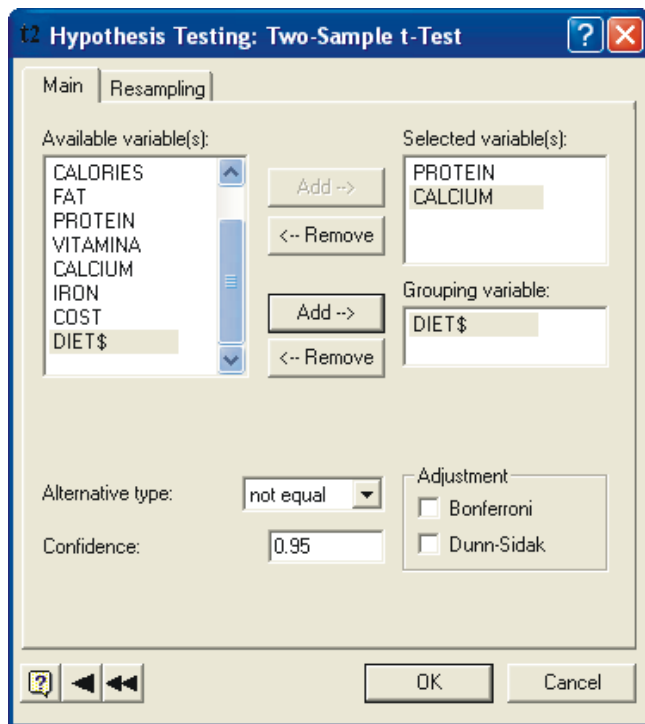 t2 Hypothesis Testing: Two-Sample t-Test
Main
Resampling
Available variable(s):
CALORIES
FAT
PROTEIN
VITAMINA
CALCIUM
IRON
COST
DIET$
Add -->
<-- Remove
Add -->
<-- Remove
Selected variable(s):
PROTEIN
CALCIUM
Grouping variable:
DIET$
Alternative type:
not equal
Confidence:
0.95
Adjustment
Bonferroni
Dunn-Sidak
OK
Cancel